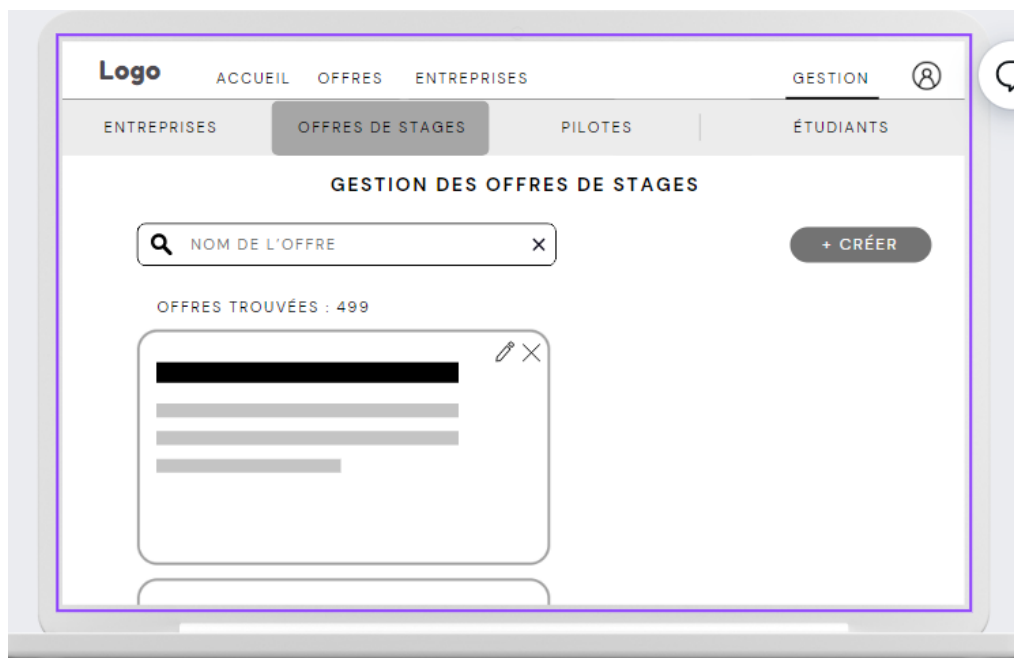 Logo ACCUEIL OFFRES ENTREPRISES GESTION
ENTREPRISES OFFRES DE STAGES PILOTES ÉTUDIANTS
GESTION DES OFFRES DE STAGES
NOM DE L'OFFRE + CRÉER
OFFRES TROUVÉES : 499